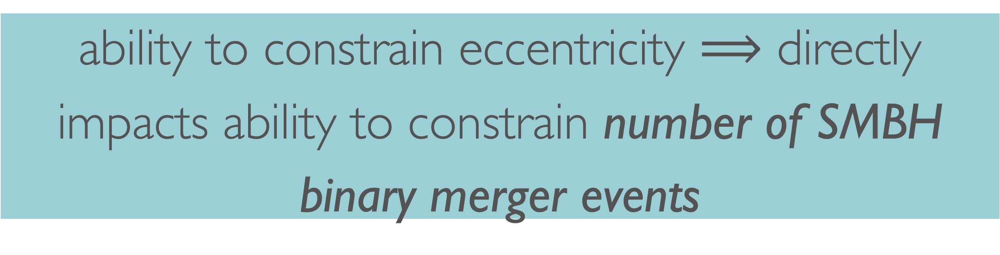 ability to constrain eccentricity ⟹ directly
impacts ability to constrain number of SMBH
binary merger events